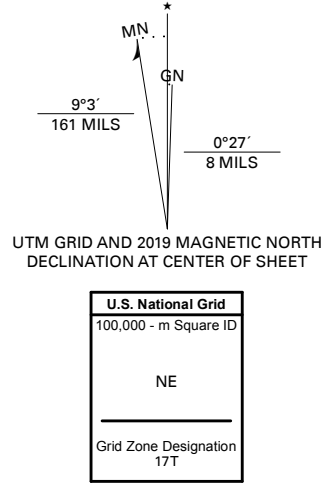 ★
MN
GN
9°3´
161 MILS
0°27´
8 MILS
UTM GRID AND 2019 MAGNETIC NORTH
DECLINATION AT CENTER OF SHEET
U.S. National Grid
100,000 - m Square ID
NE
Grid Zone Designation
17T